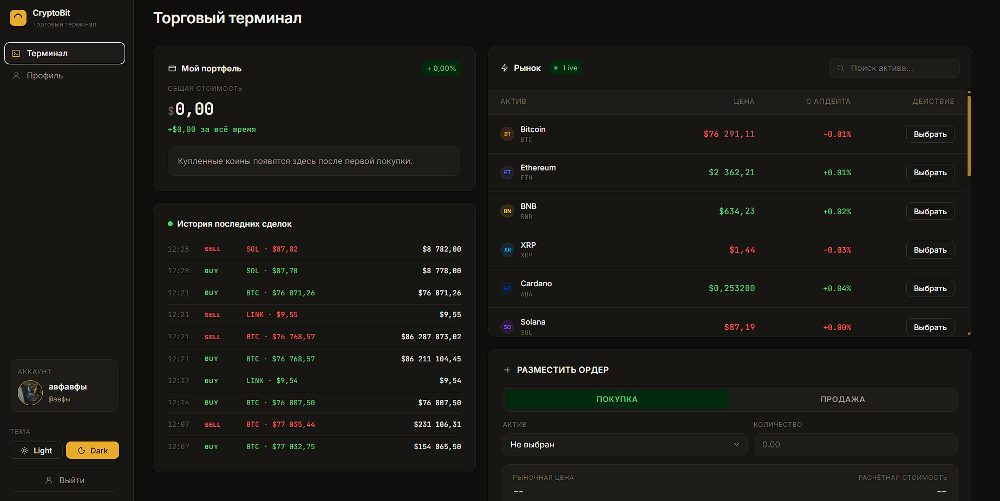 CryptoBit
Торговый терминал
Терминал
Профиль
АККАУНТ
авфавфы
@авфы
ТЕМА
Light
Dark
Выйти
Торговый терминал
Мой портфель
+ 0,00%
ОБЩАЯ СТОИМОСТЬ
$0,00
+$0,00 за всё время
Купленные коины появятся здесь после первой покупки.
История последних сделок
12:28 SELL SOL · $87,82 $8 782,00
12:28 BUY SOL · $87,78 $8 778,00
12:21 BUY BTC · $76 871,26 $76 871,26
12:21 SELL LINK · $9,55 $9,55
12:21 SELL BTC · $76 768,57 $86 287 873,02
12:21 BUY BTC · $76 768,57 $86 211 104,45
12:17 BUY LINK · $9,54 $9,54
12:16 BUY BTC · $76 807,50 $76 807,50
12:07 SELL BTC · $77 035,44 $231 106,31
12:07 BUY BTC · $77 032,75 $154 065,50
Рынок
Live
Поиск актива...
АКТИВ ЦЕНА С АПДЕЙТА ДЕЙСТВИЕ
BT Bitcoin $76 291,11 -0.01% Выбрать
BTC
ET Ethereum $2 362,21 +0.01% Выбрать
ETH
BN BNB $634,23 +0.02% Выбрать
BNB
XR XRP $1,44 -0.03% Выбрать
XRP
AD Cardano $0,253200 +0.04% Выбрать
ADA
SO Solana $87,19 +0.00% Выбрать
SOL
РАЗМЕСТИТЬ ОРДЕР
ПОКУПКА ПРОДАЖА
АКТИВ КОЛИЧЕСТВО
Не выбран 0.00
РЫНОЧНАЯ ЦЕНА РАСЧЁТНАЯ СТОИМОСТЬ
-- --